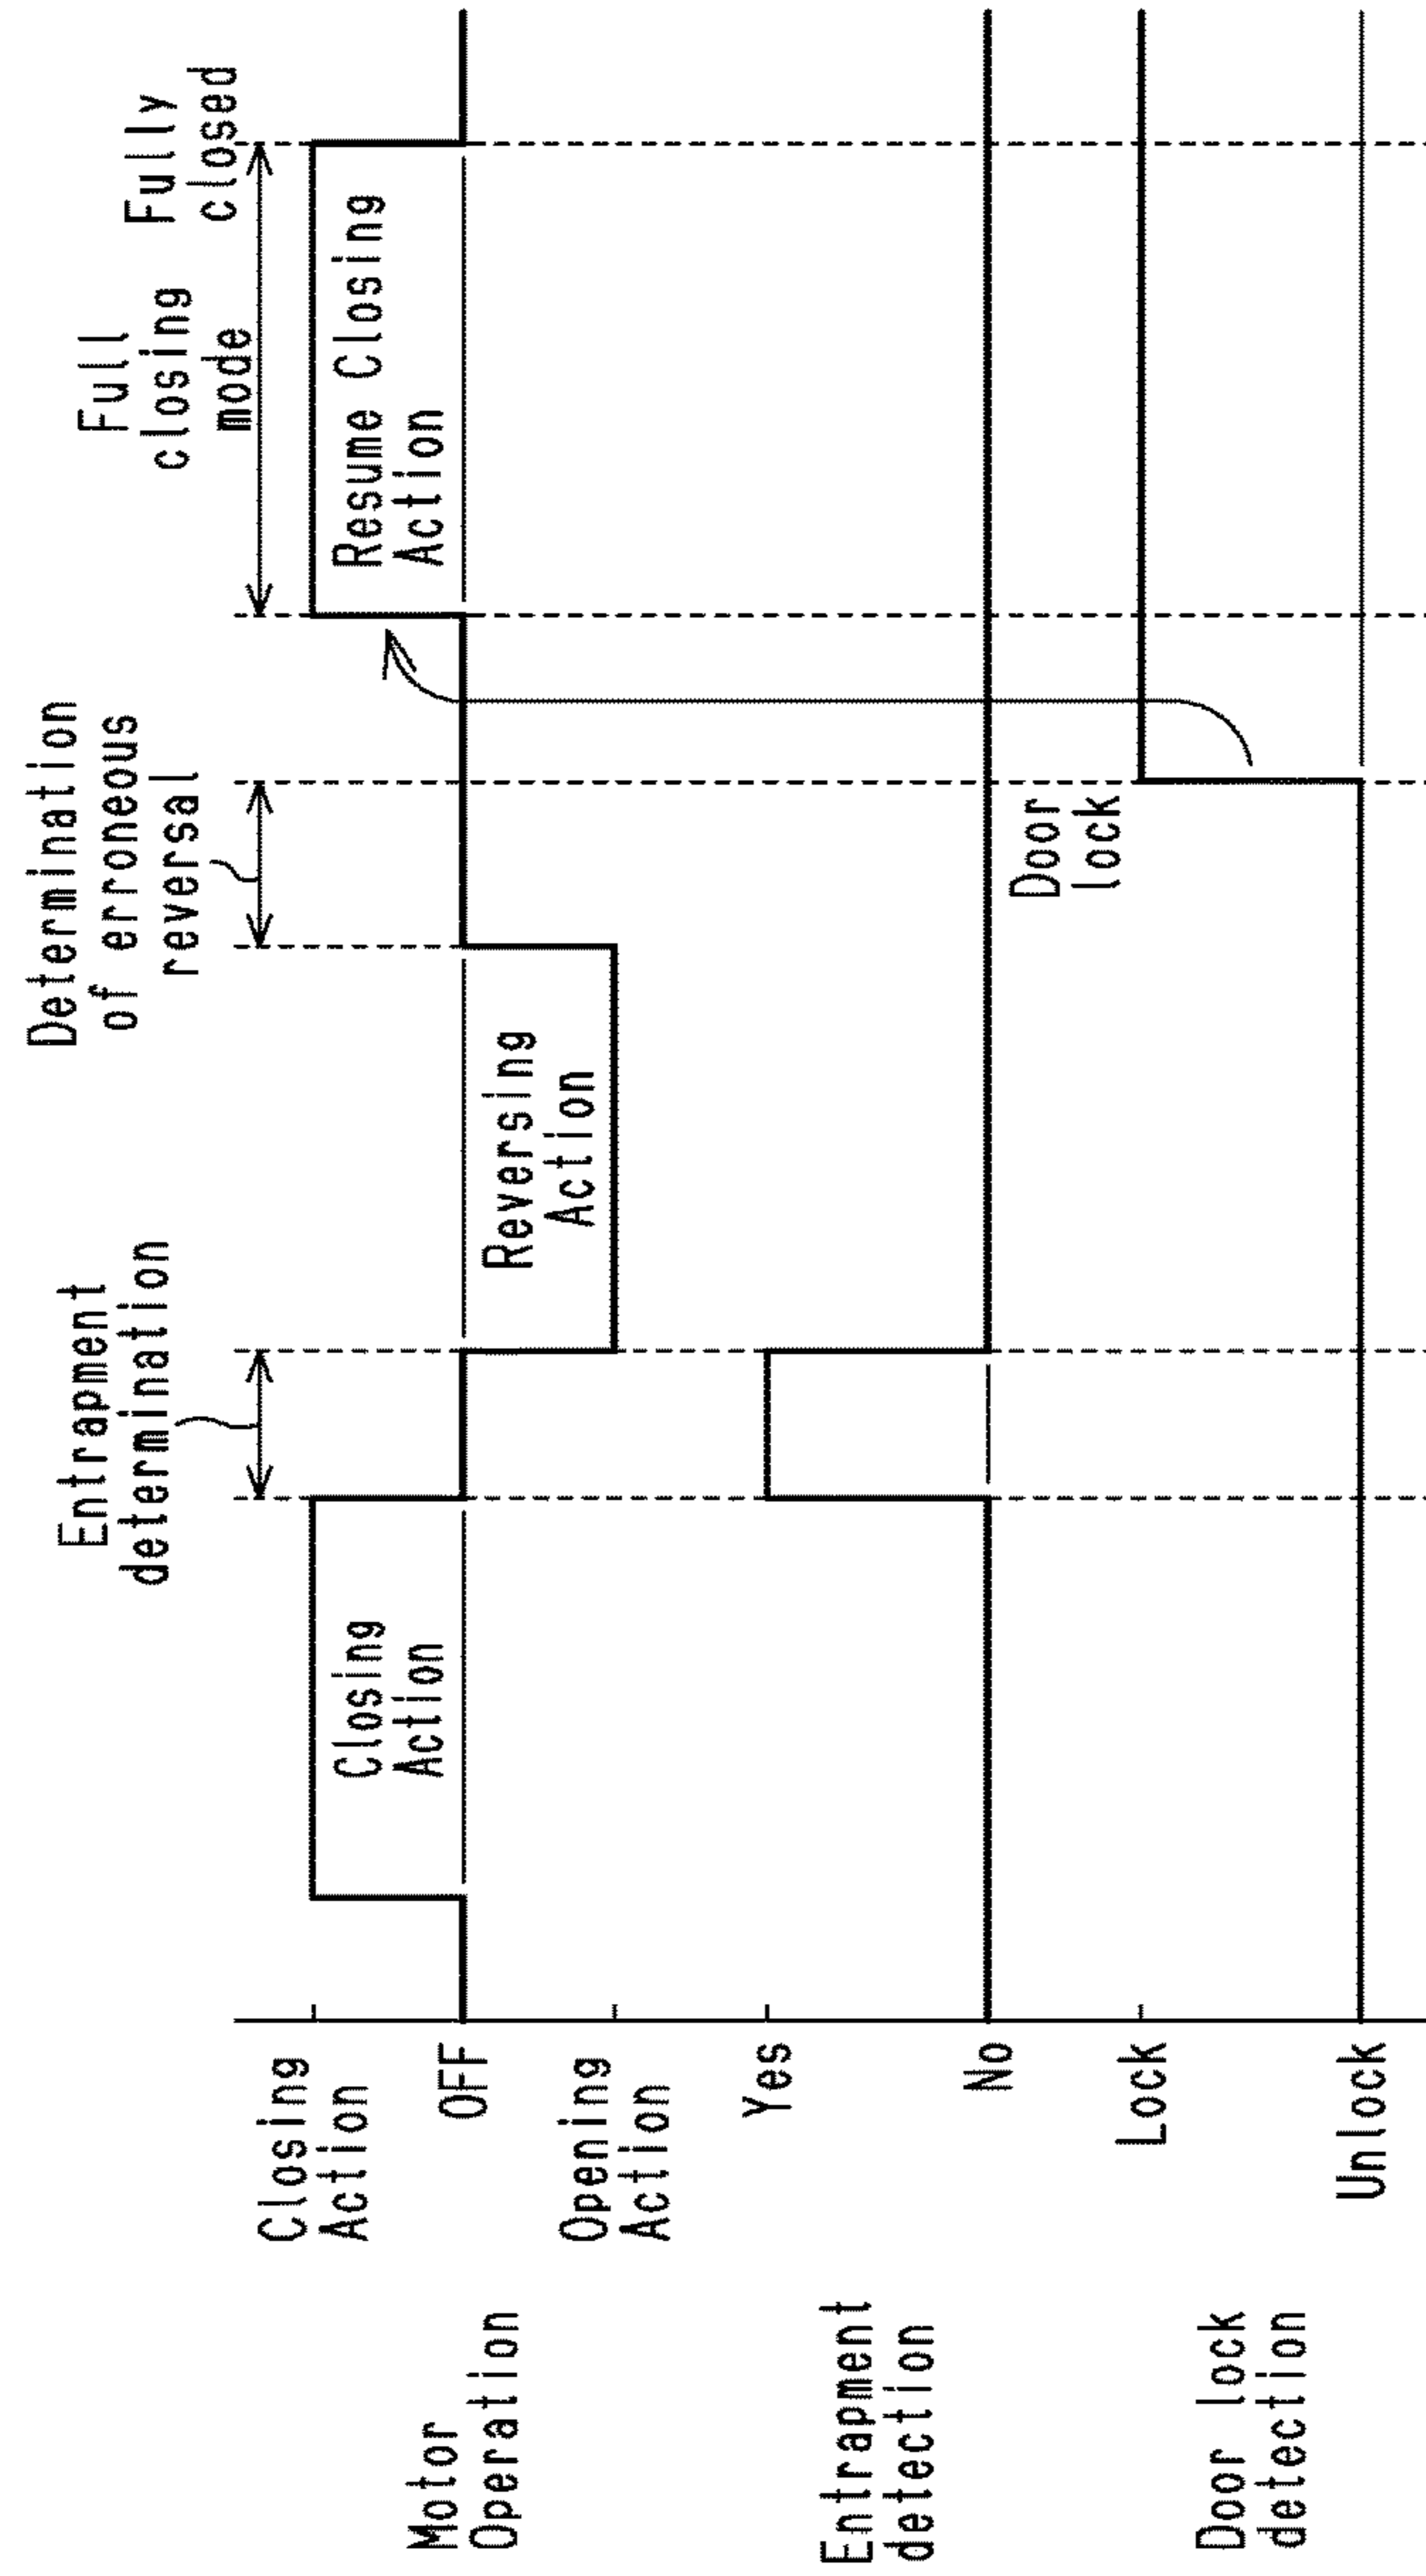 Entrapment
determination
Determination
of erroneous
reversal
Full
closing
mode
Fully
closed
Motor
Operation
Closing
Action
OFF
Opening
Action
Closing
Action
Reversing
Action
Resume Closing
Action
Entrapment
detection
Yes
No
Door lock
detection
Lock
Unlock
Door
lock